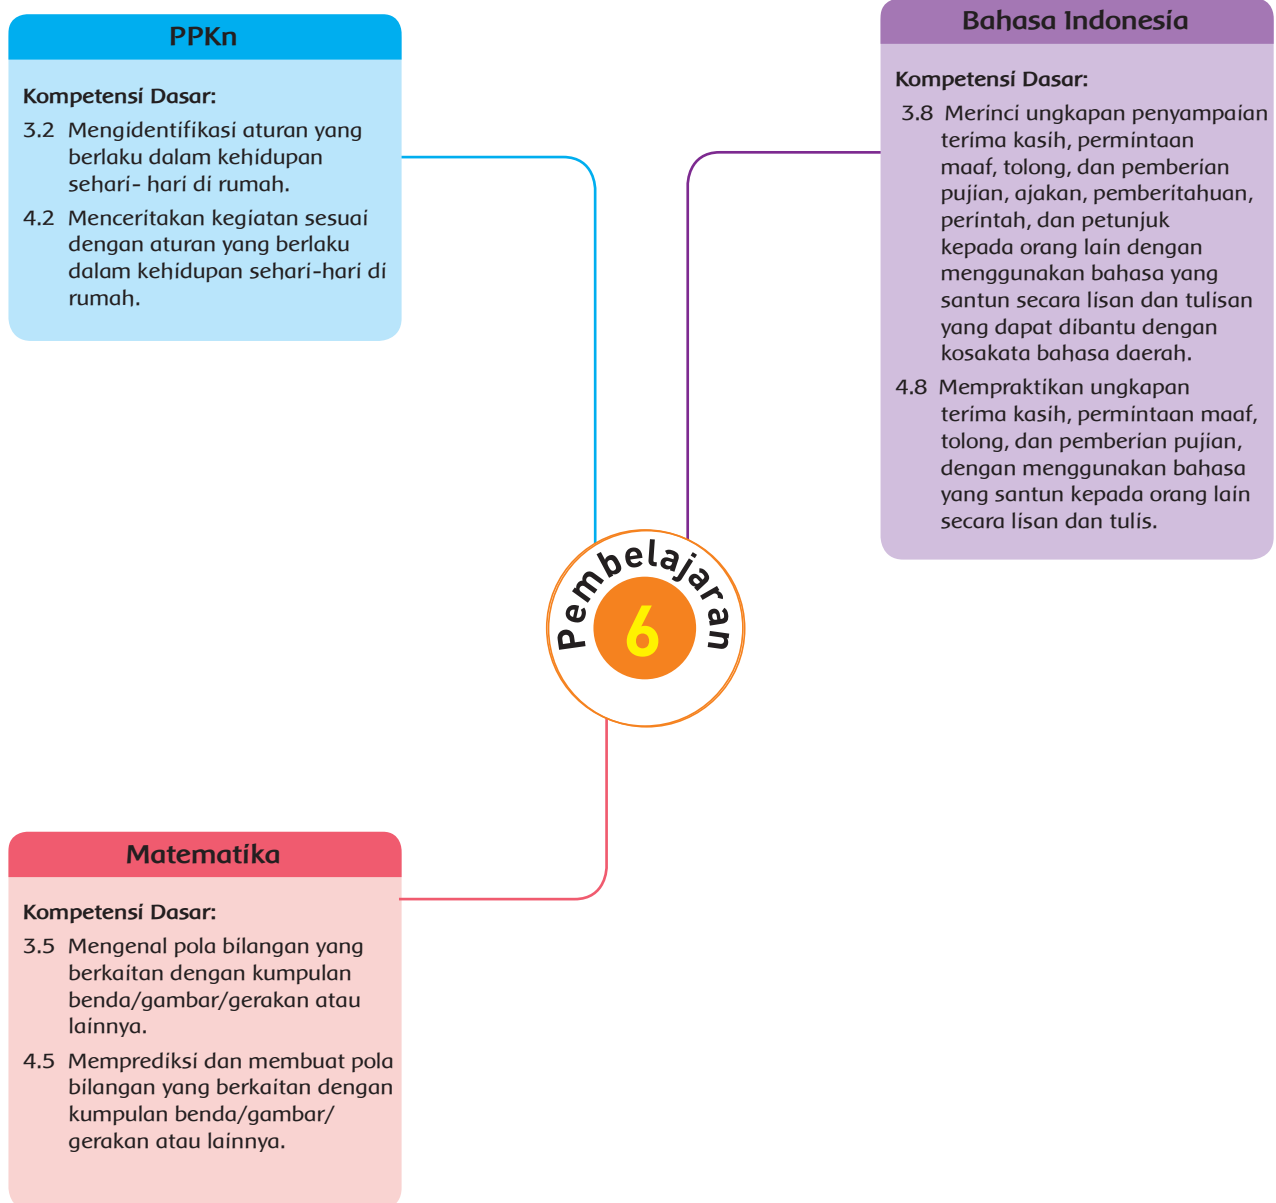 PPKn
Kompetensi Dasar:
3.2 Mengidentifikasi aturan yang
berlaku dalam kehidupan
sehari- hari di rumah.
4.2 Menceritakan kegiatan sesuai
dengan aturan yang berlaku
dalam kehidupan sehari-hari di
rumah.
Bahasa Indonesia
Kompetensi Dasar:
3.8 Merinci ungkapan penyampaian
terima kasih, permintaan
maaf, tolong, dan pemberian
pujian, ajakan, pemberitahuan,
perintah, dan petunjuk
kepada orang lain dengan
menggunakan bahasa yang
santun secara lisan dan tulisan
yang dapat dibantu dengan
kosakata bahasa daerah.
4.8 Mempraktikan ungkapan
terima kasih, permintaan maaf,
tolong, dan pemberian pujian,
dengan menggunakan bahasa
yang santun kepada orang lain
secara lisan dan tulis.
Pembelajaran
6
Matematika
Kompetensi Dasar:
3.5 Mengenal pola bilangan yang
berkaitan dengan kumpulan
benda/gambar/gerakan atau
lainnya.
4.5 Memprediksi dan membuat pola
bilangan yang berkaitan dengan
kumpulan benda/gambar/
gerakan atau lainnya.